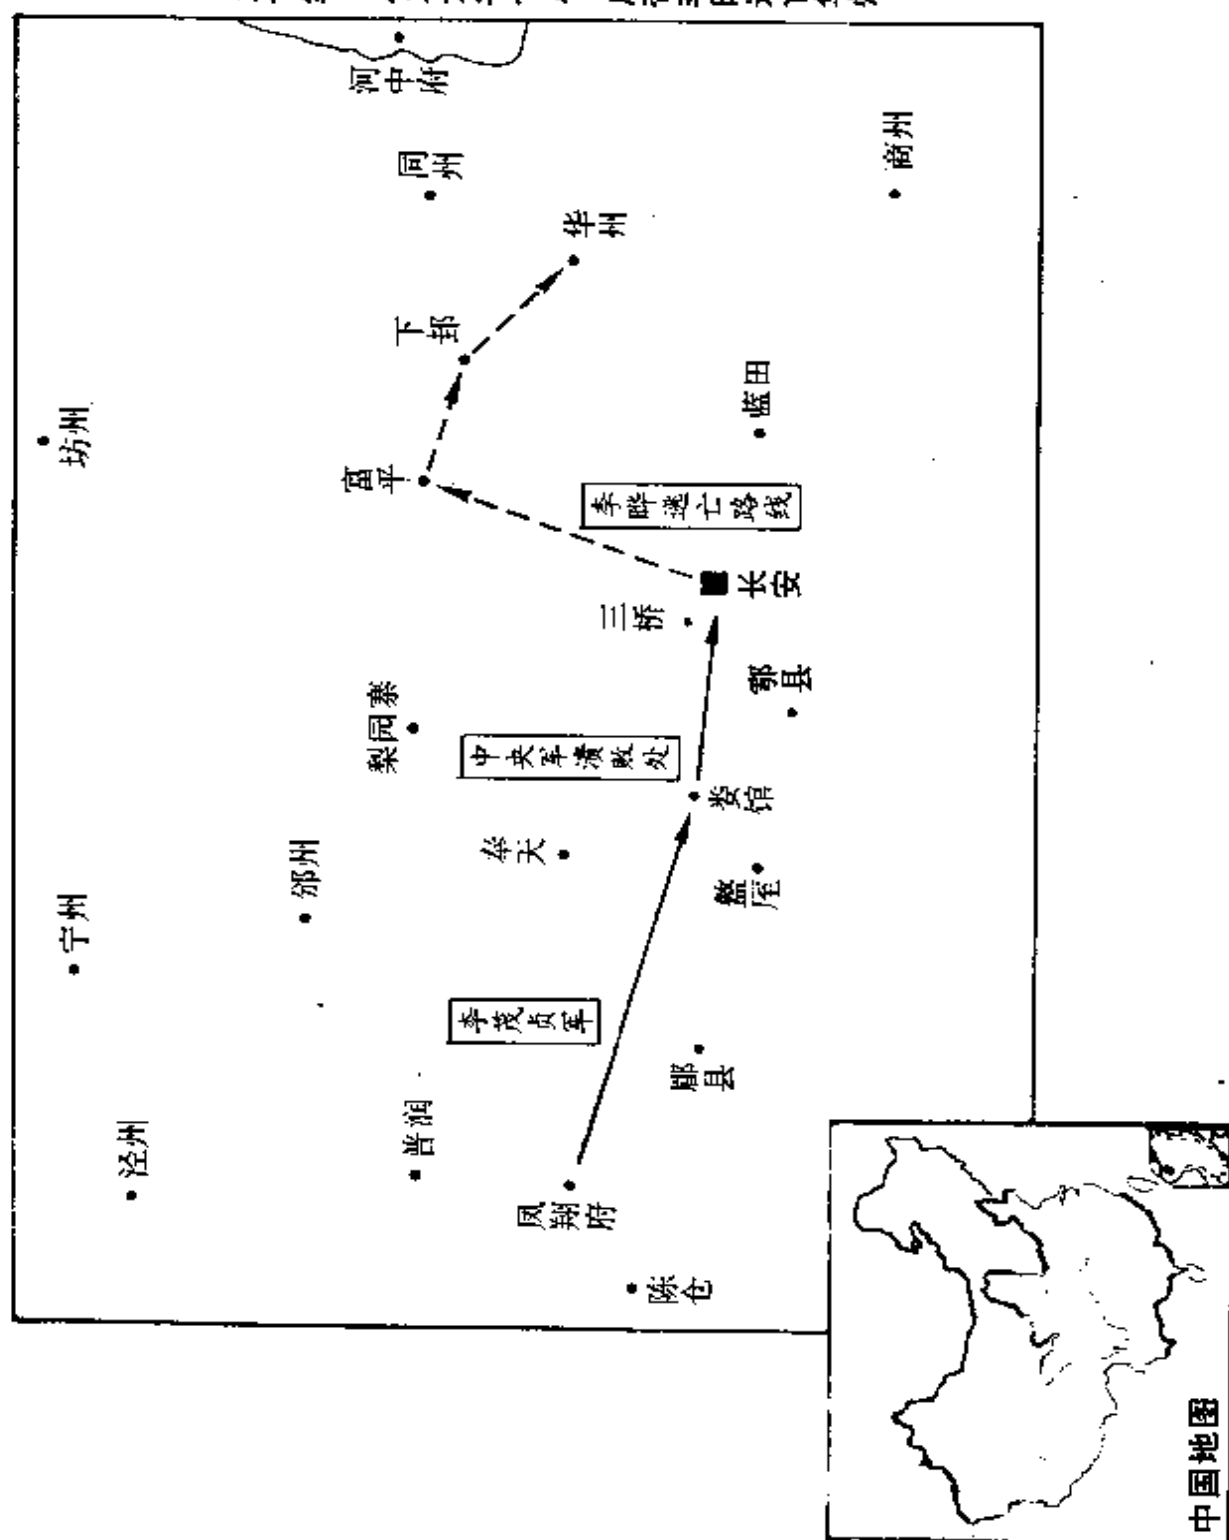 河中府
同州
商州
华州
下邽
坊州
富平
蓝田
李晔逃亡路线
长安
三桥
鄠县
梨园寨
中央军溃败处
娄馆
奉天
盩厔
邠州
宁州
李茂贞军
郿县
普润
泾州
凤翔府
陈仓
中国地图